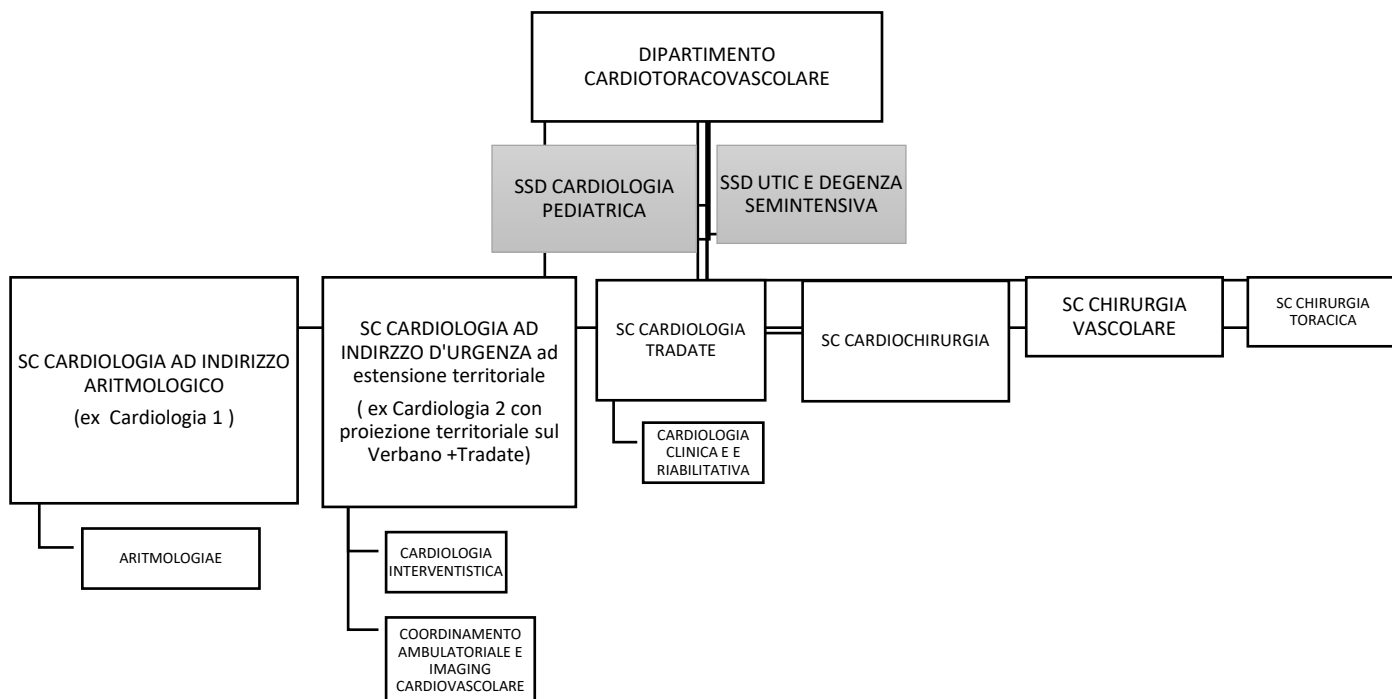 DIPARTIMENTO
CARDIOTORACOVASCOLARE
SSD CARDIOLOGIA
PEDIATRICA
SSD UTIC E DEGENZA
SEMINTENSIVA
SC CARDIOLOGIA AD INDIRIZZO
ARITMOLOGICO
(ex Cardiologia 1 )
SC CARDIOLOGIA AD
INDIRZZO D'URGENZA ad
estensione territoriale
( ex Cardiologia 2 con
proiezione territoriale sul
Verbano +Tradate)
SC CARDIOLOGIA
TRADATE
SC CARDIOCHIRURGIA
SC CHIRURGIA
VASCOLARE
SC CHIRURGIA
TORACICA
ARITMOLOGIAE
CARDIOLOGIA
INTERVENTISTICA
COORDINAMENTO
AMBULATORIALE E
IMAGING
CARDIOVASCOLARE
CARDIOLOGIA
CLINICA E E
RIABILITATIVA